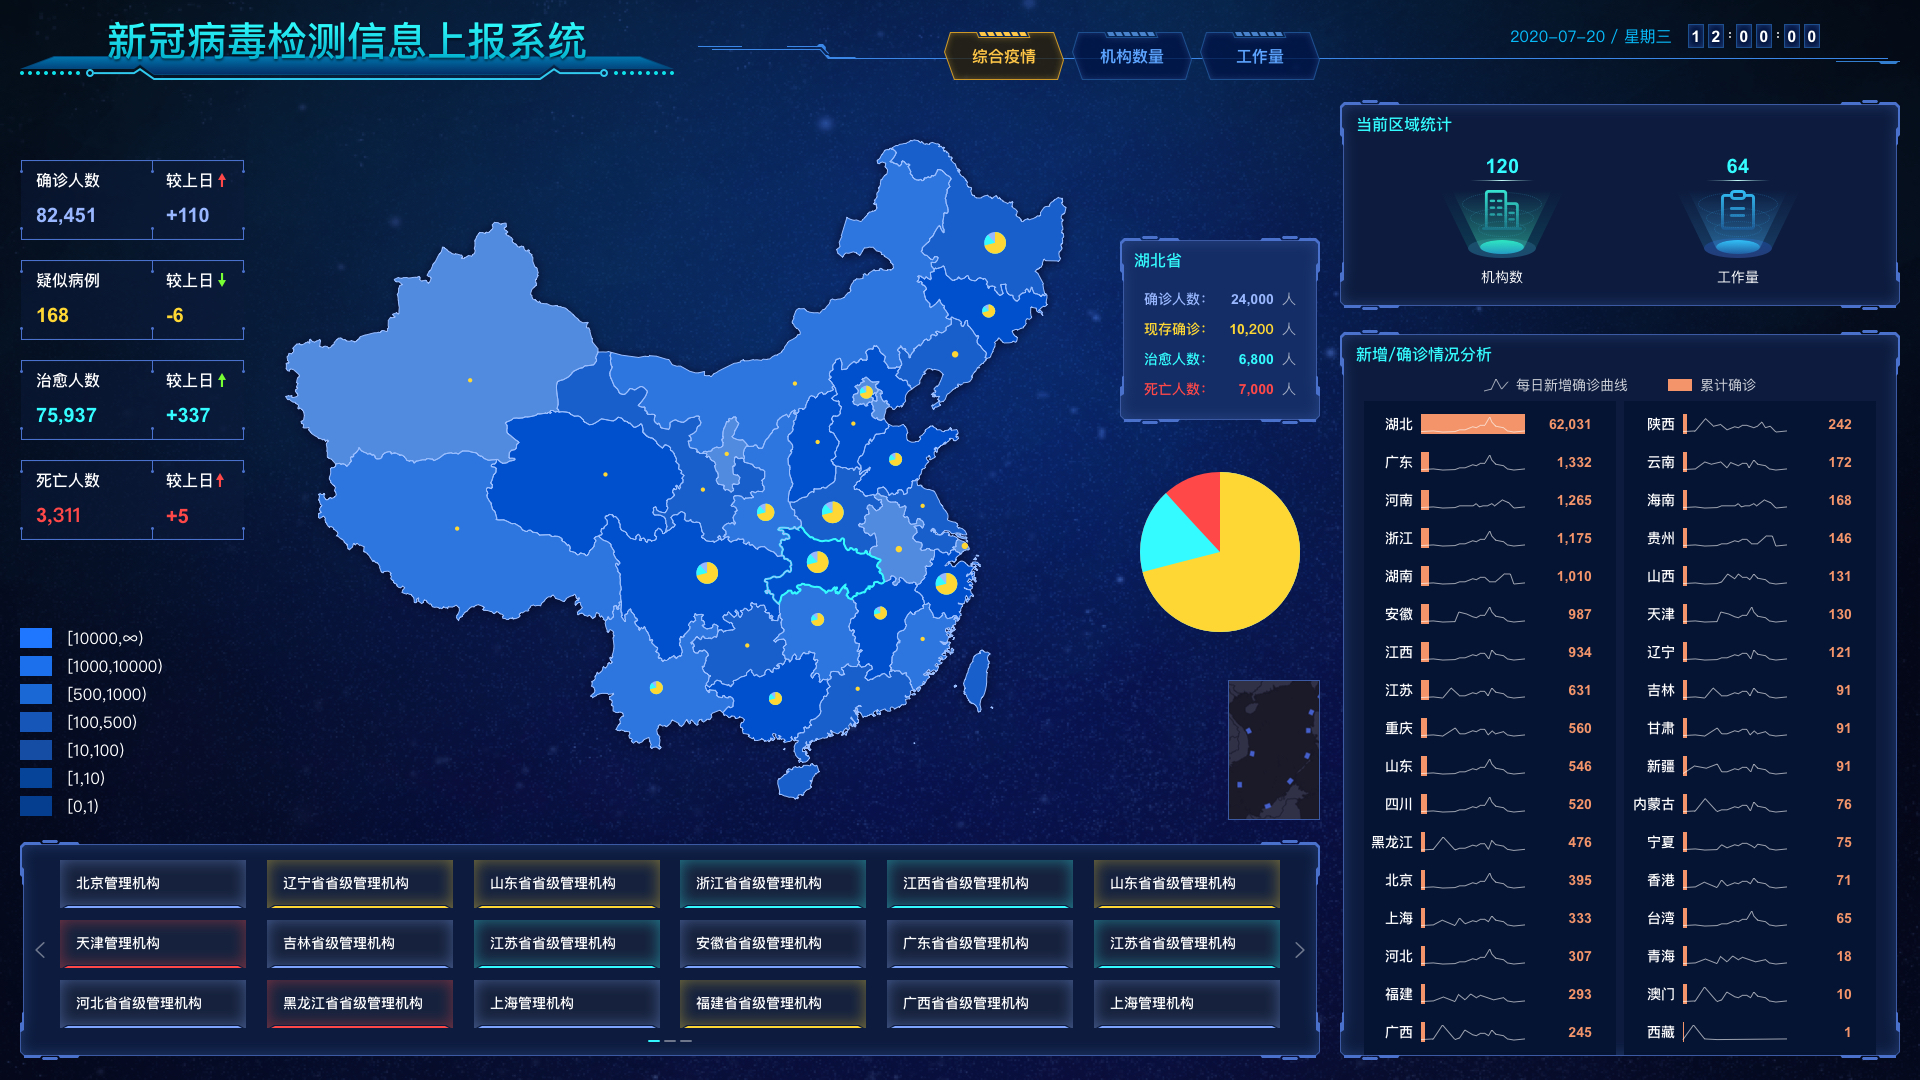 新冠病毒检测信息上报系统
综合疫情
机构数量
工作量
2020-07-20 / 星期三
12:00:00
确诊人数
较上日
82,451
+110
疑似病例
较上日
168
-6
治愈人数
较上日
75,937
+337
死亡人数
较上日
3,311
+5
[10000,∞)
[1000,10000)
[500,1000)
[100,500)
[10,100)
[1,10)
[0,1)
湖北省
确诊人数: 24,000 人
现存确诊: 10,200 人
治愈人数: 6,800 人
死亡人数: 7,000 人
当前区域统计
120
机构数
64
工作量
新增/确诊情况分析
每日新增确诊曲线
累计确诊
湖北 62,031
广东 1,332
河南 1,265
浙江 1,175
湖南 1,010
安徽 987
江西 934
江苏 631
重庆 560
山东 546
四川 520
黑龙江 476
北京 395
上海 333
河北 307
福建 293
广西 245
陕西 242
云南 172
海南 168
贵州 146
山西 131
天津 130
辽宁 121
吉林 91
甘肃 91
新疆 91
内蒙古 76
宁夏 75
香港 71
台湾 65
青海 18
澳门 10
西藏 1
北京管理机构
辽宁省省级管理机构
山东省省级管理机构
浙江省省级管理机构
江西省省级管理机构
山东省省级管理机构
天津管理机构
吉林省级管理机构
江苏省省级管理机构
安徽省省级管理机构
广东省省级管理机构
江苏省省级管理机构
河北省省级管理机构
黑龙江省省级管理机构
上海管理机构
福建省省级管理机构
广西省省级管理机构
上海管理机构